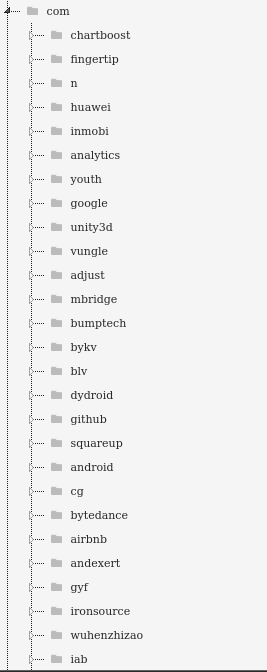 com
chartboost
fingertip
n
huawei
inmobi
analytics
youth
google
unity3d
vungle
adjust
mbridge
bumptech
bykv
blv
dydroid
github
squareup
android
cg
bytedance
airbnb
andexert
gyf
ironsource
wuhenzhizao
iab